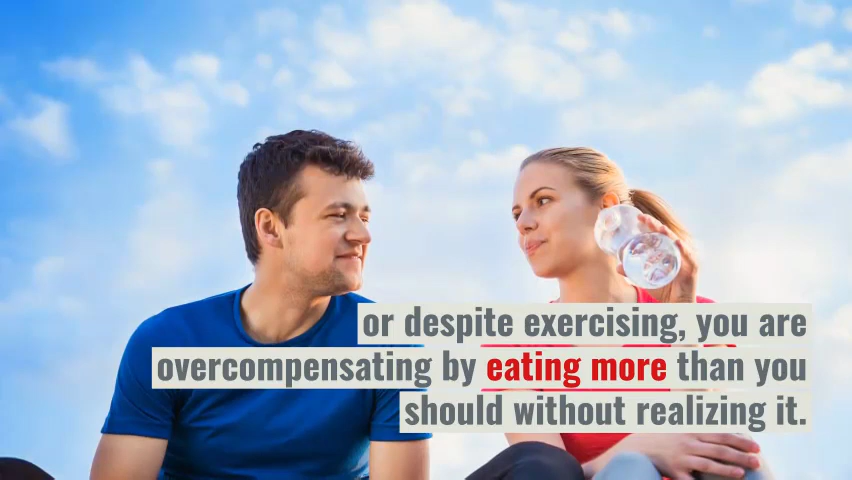 or despite exercising, you are
overcompensating by eating more than you
should without realizing it.